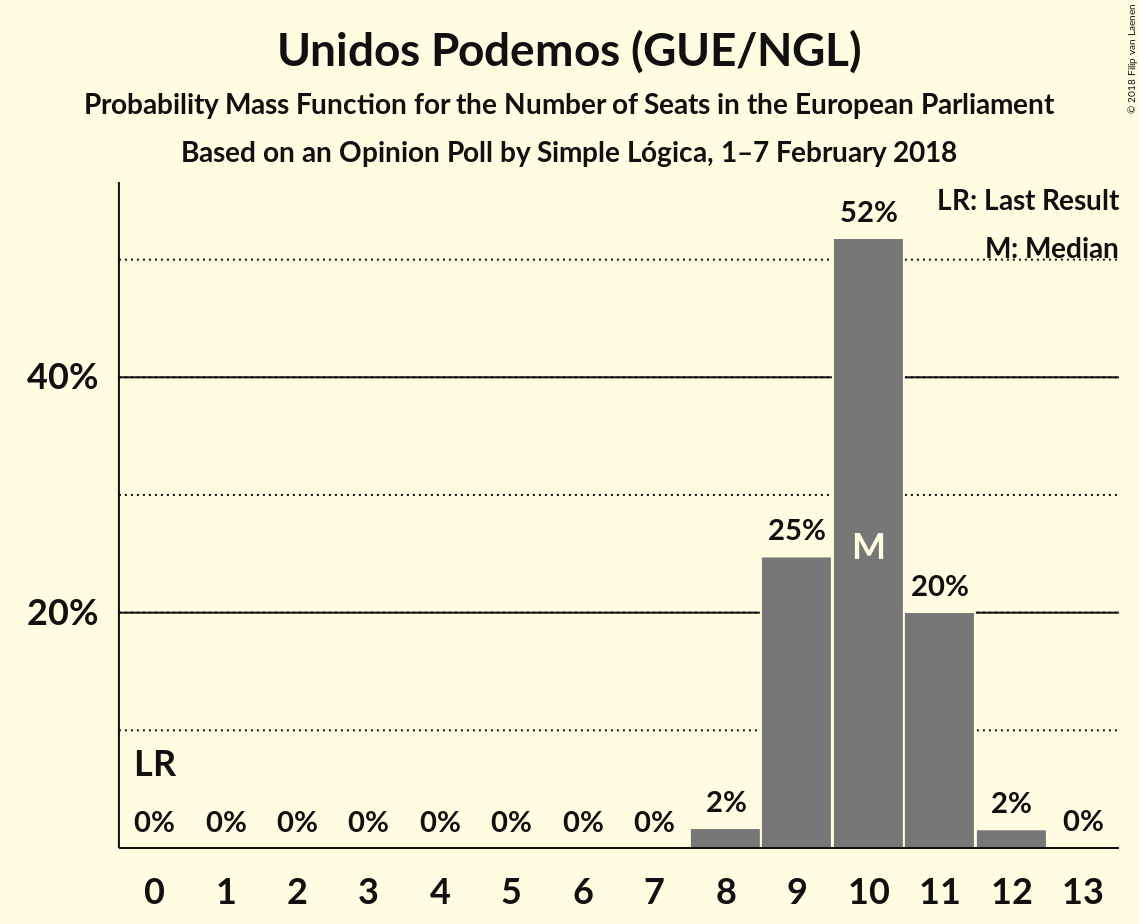 Unidos Podemos (GUE/NGL)
Probability Mass Function for the Number of Seats in the European Parliament
Based on an Opinion Poll by Simple Lógica, 1–7 February 2018
© 2018 Filip van Laenen
LR: Last Result
M: Median
52%
40%
25%
M
20%
20%
LR
0% 0% 0% 0% 0% 0% 0% 0% 2% 2% 0%
0 1 2 3 4 5 6 7 8 9 10 11 12 13